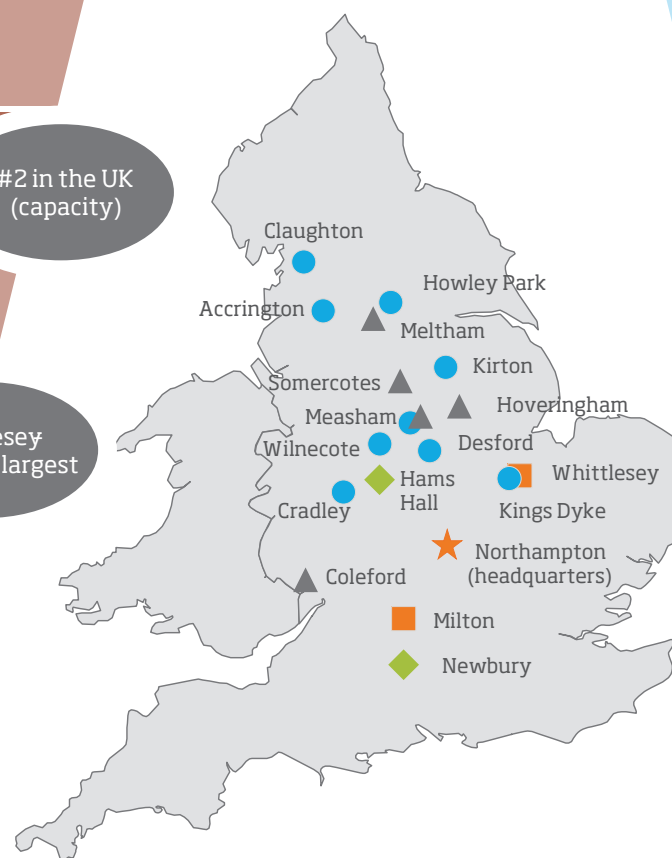 #2 in the UK
(capacity)
Claughton
Howley Park
Accrington
Meltham
Kirton
Somercotes
Hoveringham
Measham
Desford
Wilnecote
largest
Whittlesey
Hams
Hall
Cradley
Kings Dyke
Northampton
(headquarters)
Coleford
Milton
Newbury